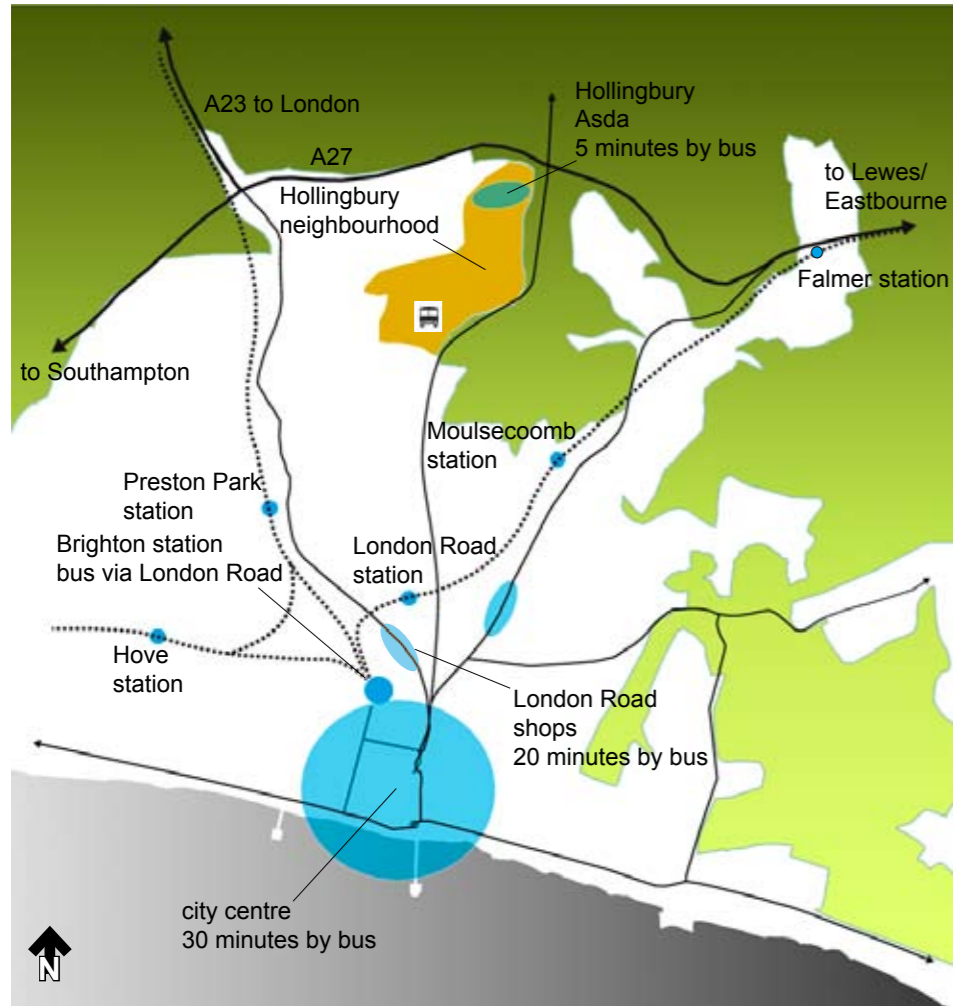 A23 to London
A27
Hollingbury
Asda
5 minutes by bus
Hollingbury
neighbourhood
to Lewes/
Eastbourne
Falmer station
to Southampton
Moulsecoomb
station
Preston Park
station
Brighton station
bus via London Road
London Road
station
Hove
station
London Road
shops
20 minutes by bus
city centre
30 minutes by bus
N